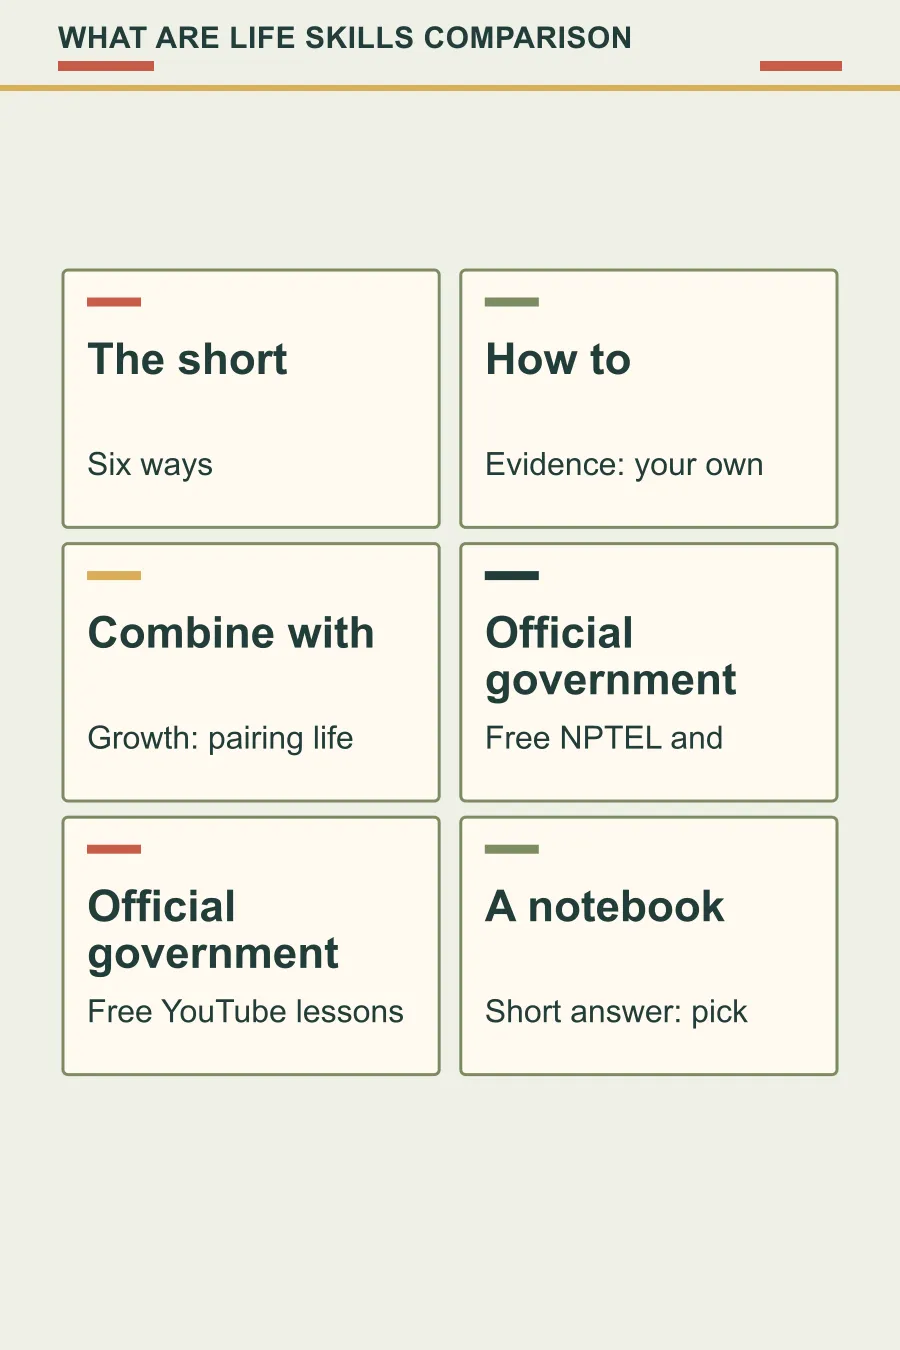 WHAT ARE LIFE SKILLS COMPARISON
The short
Six ways
How to
Evidence: your own
Combine with
Growth: pairing life
Official
government
Free NPTEL and
Official
government
Free YouTube lessons
A notebook
Short answer: pick